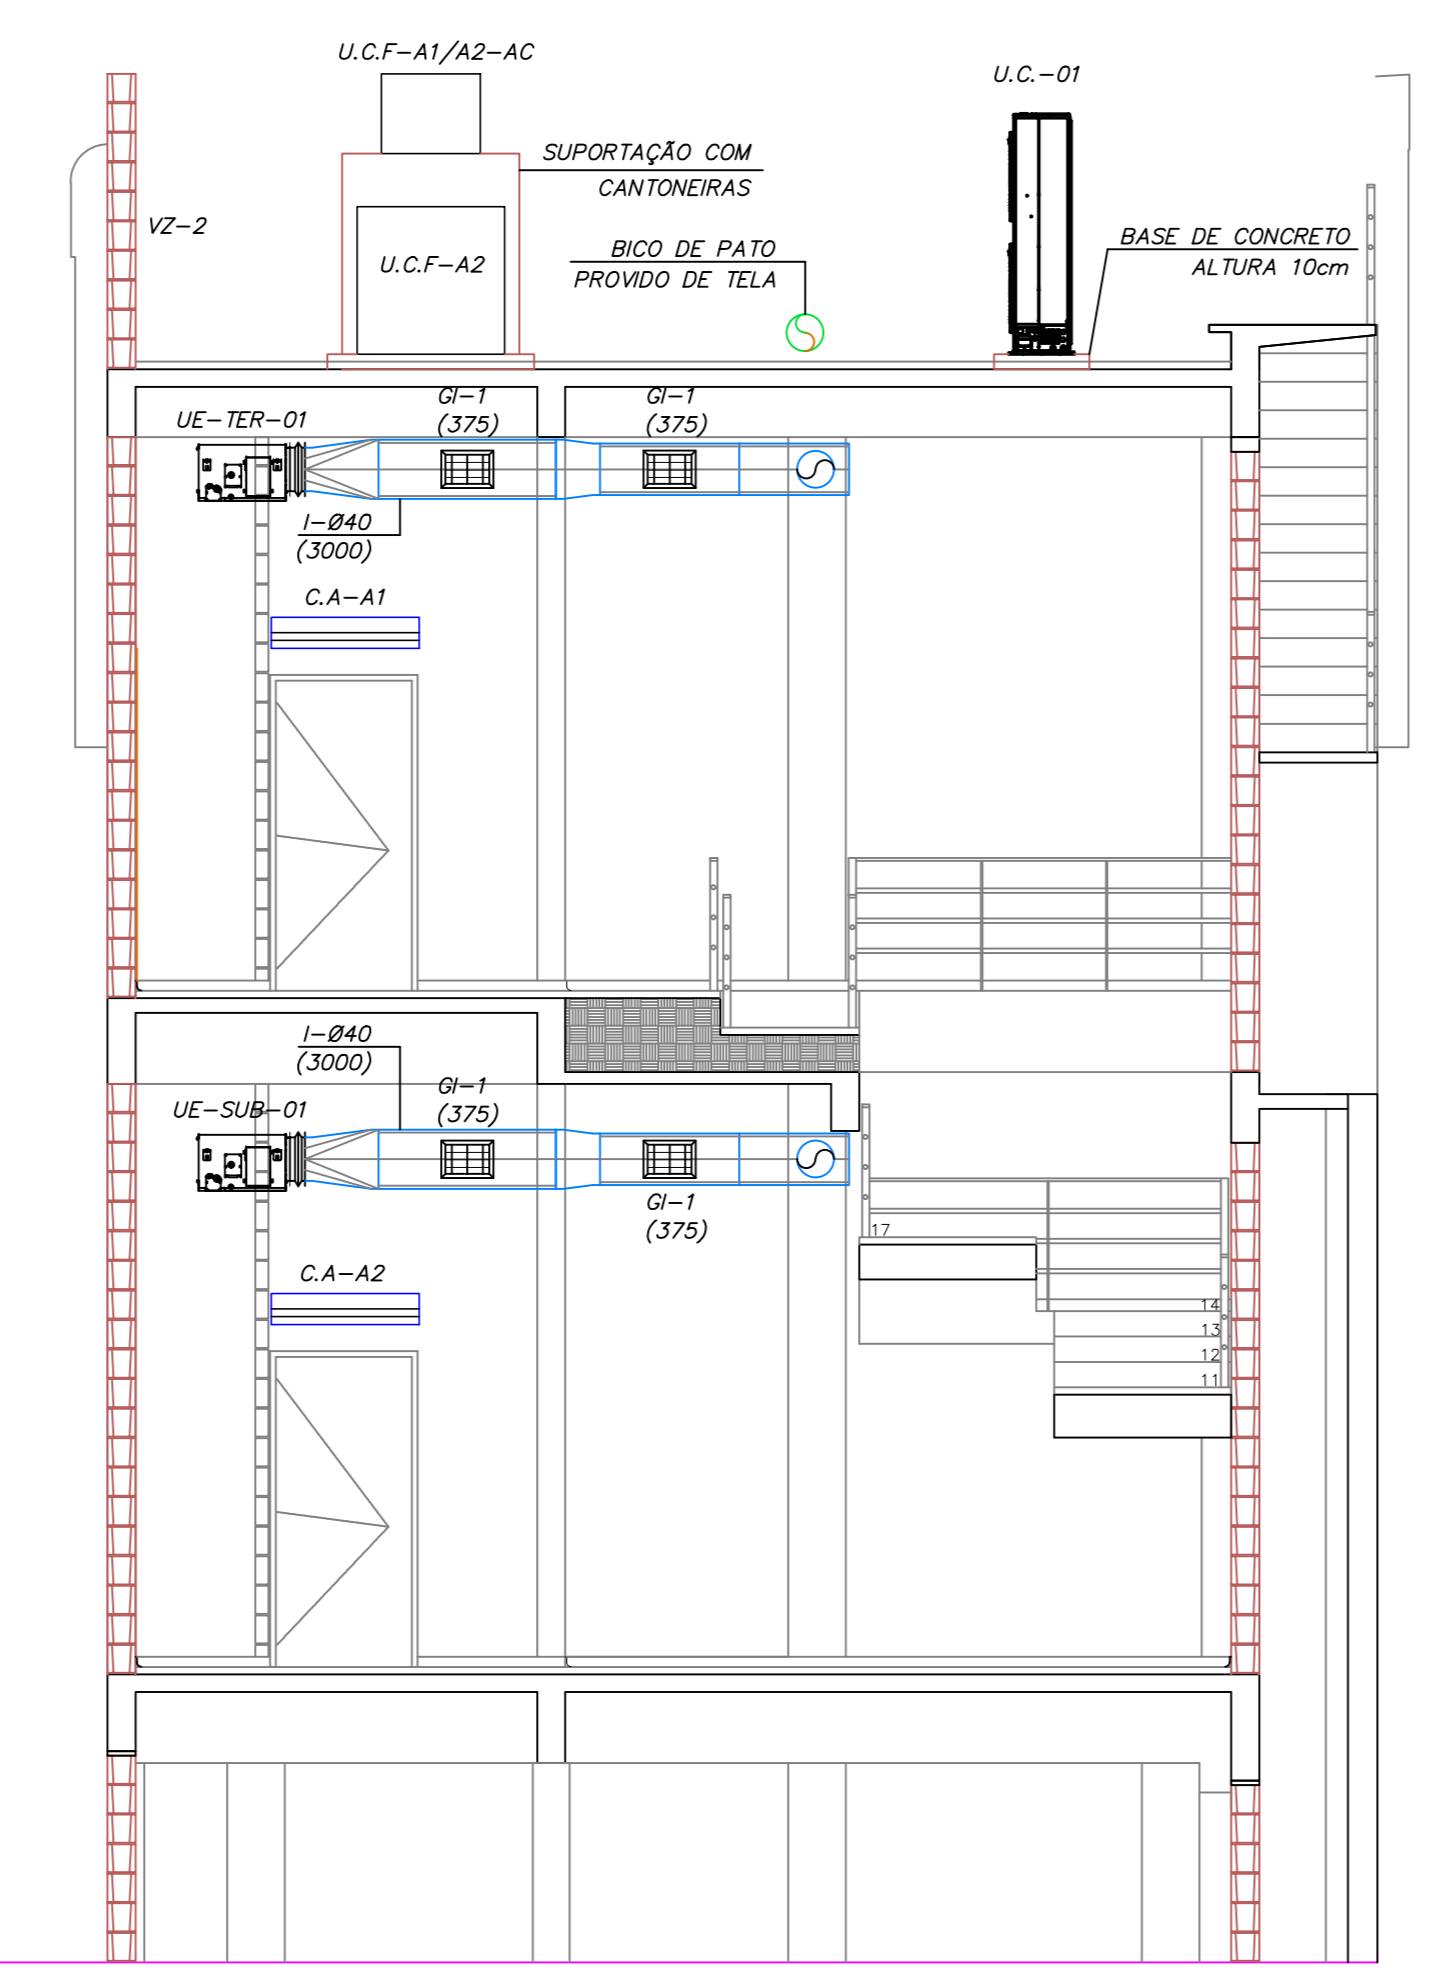 U.C.F-A1/A2-AC
U.C.-01
SUPORTAÇÃO COM
CANTONEIRAS
VZ-2
U.C.F-A2
BICO DE PATO
PROVIDO DE TELA
BASE DE CONCRETO
ALTURA 10cm
GI-1
(375)
GI-1
(375)
UE-TER-01
I-Ø40
(3000)
C.A-A1
I-Ø40
(3000)
GI-1
(375)
UE-SUB-01
GI-1
(375)
17
C.A-A2
14
13
12
11